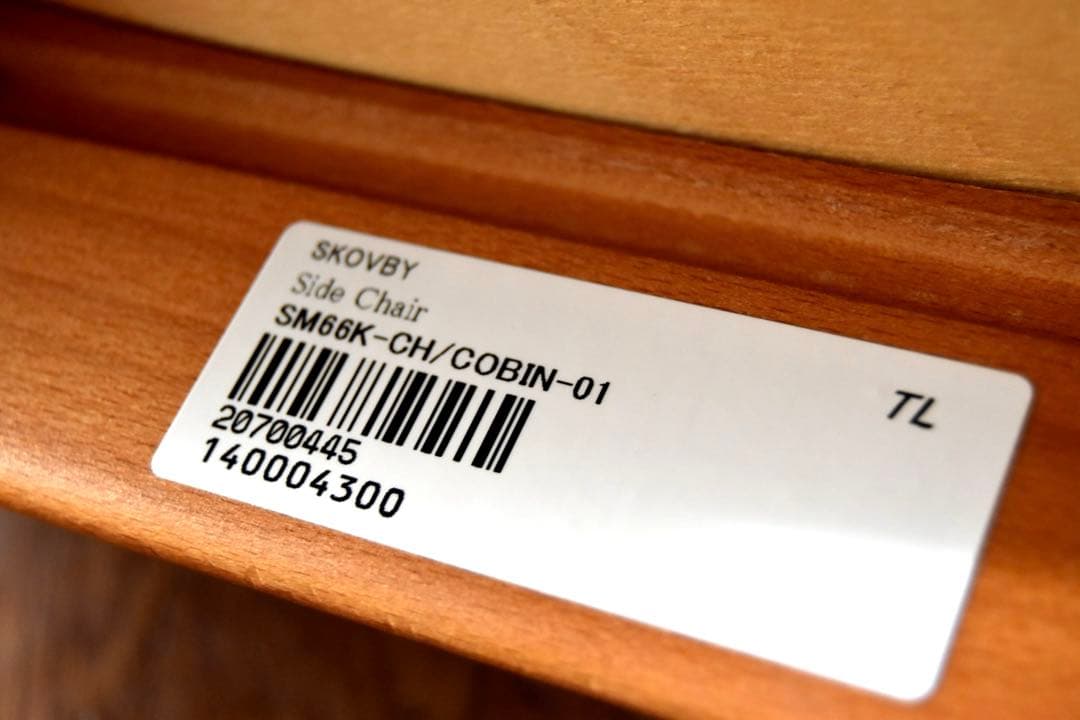 SKOVBY
Side Chair
SM66K-CH/COBIN-01
TL
20700445
140004300